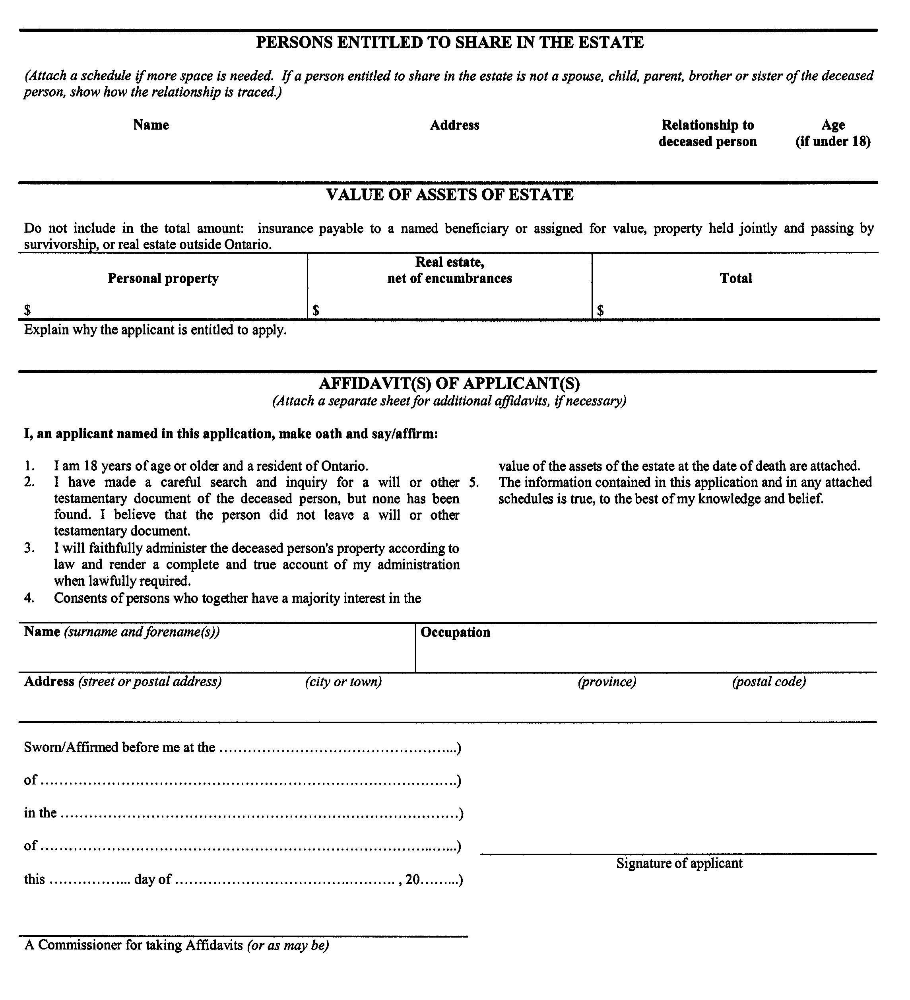 PERSONS ENTITLED TO SHARE IN THE ESTATE
(Attach a schedule if more space is needed. If a person entitled to share in the estate is not a spouse, child, parent, brother or sister of the deceased
person, show how the relationship is traced.)
Name Address Relationship to Age
deceased person (if under 18)
VALUE OF ASSETS OF ESTATE
Do not include in the total amount: insurance payable to a named beneficiary or assigned for value, property held jointly and passing by
survivorship, or real estate outside Ontario.
Real estate,
Personal property net of encumbrances Total
$ $ $
Explain why the applicant is entitled to apply.
AFFIDAVIT(S) OF APPLICANT(S)
(Attach a separate sheet for additional affidavits, if necessary)
I, an applicant named in this application, make oath and say/affirm:
1. I am 18 years of age or older and a resident of Ontario.
2. I have made a careful search and inquiry for a will or other
testamentary document of the deceased person, but none has been
found. I believe that the person did not leave a will or other
testamentary document.
3. I will faithfully administer the deceased person's property according to
law and render a complete and true account of my administration
when lawfully required.
4. Consents of persons who together have a majority interest in the
value of the assets of the estate at the date of death are attached.
5. The information contained in this application and in any attached
schedules is true, to the best of my knowledge and belief.
Name (surname and forename(s)) Occupation
Address (street or postal address) (city or town) (province) (postal code)
Sworn/Affirmed before me at the ..................................................)
of ......................................................................................)
in the ...................................................................................)
of ......................................................................................)
this ................. day of .............................................. , 20.........)
Signature of applicant
A Commissioner for taking Affidavits (or as may be)